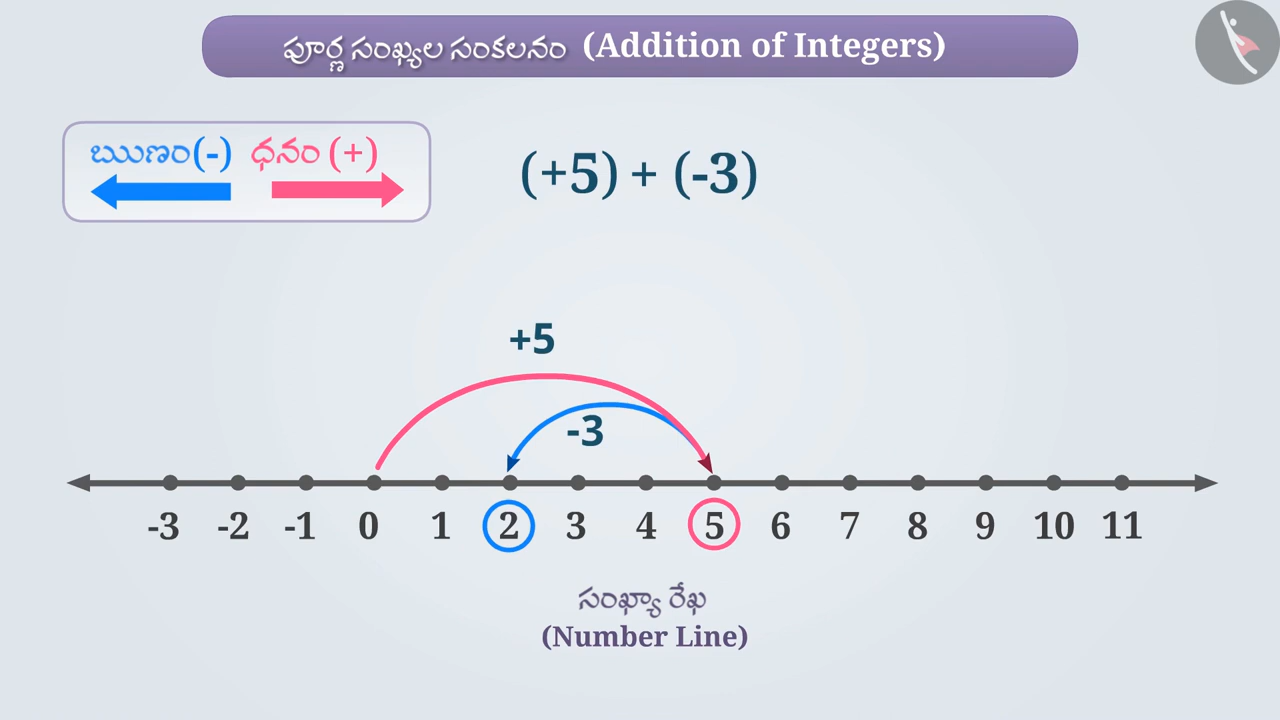 పూర్ణ సంఖ్యల సంకలనం (Addition of Integers)
ఋణం(-) ధనం (+)
(+5) + (-3)
+5
-3
-3 -2 -1 0 1 2 3 4 5 6 7 8 9 10 11
సంఖ్యా రేఖ
(Number Line)